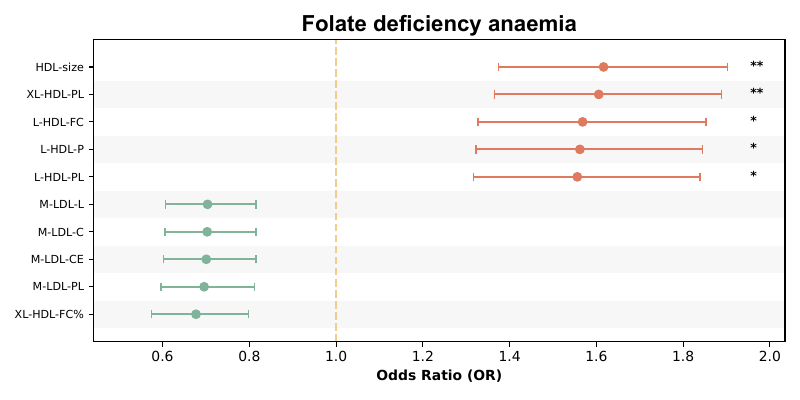 Folate deficiency anaemia
HDL-size **
XL-HDL-PL **
L-HDL-FC *
L-HDL-P *
L-HDL-PL *
M-LDL-L
M-LDL-C
M-LDL-CE
M-LDL-PL
XL-HDL-FC%
0.6 0.8 1.0 1.2 1.4 1.6 1.8 2.0
Odds Ratio (OR)